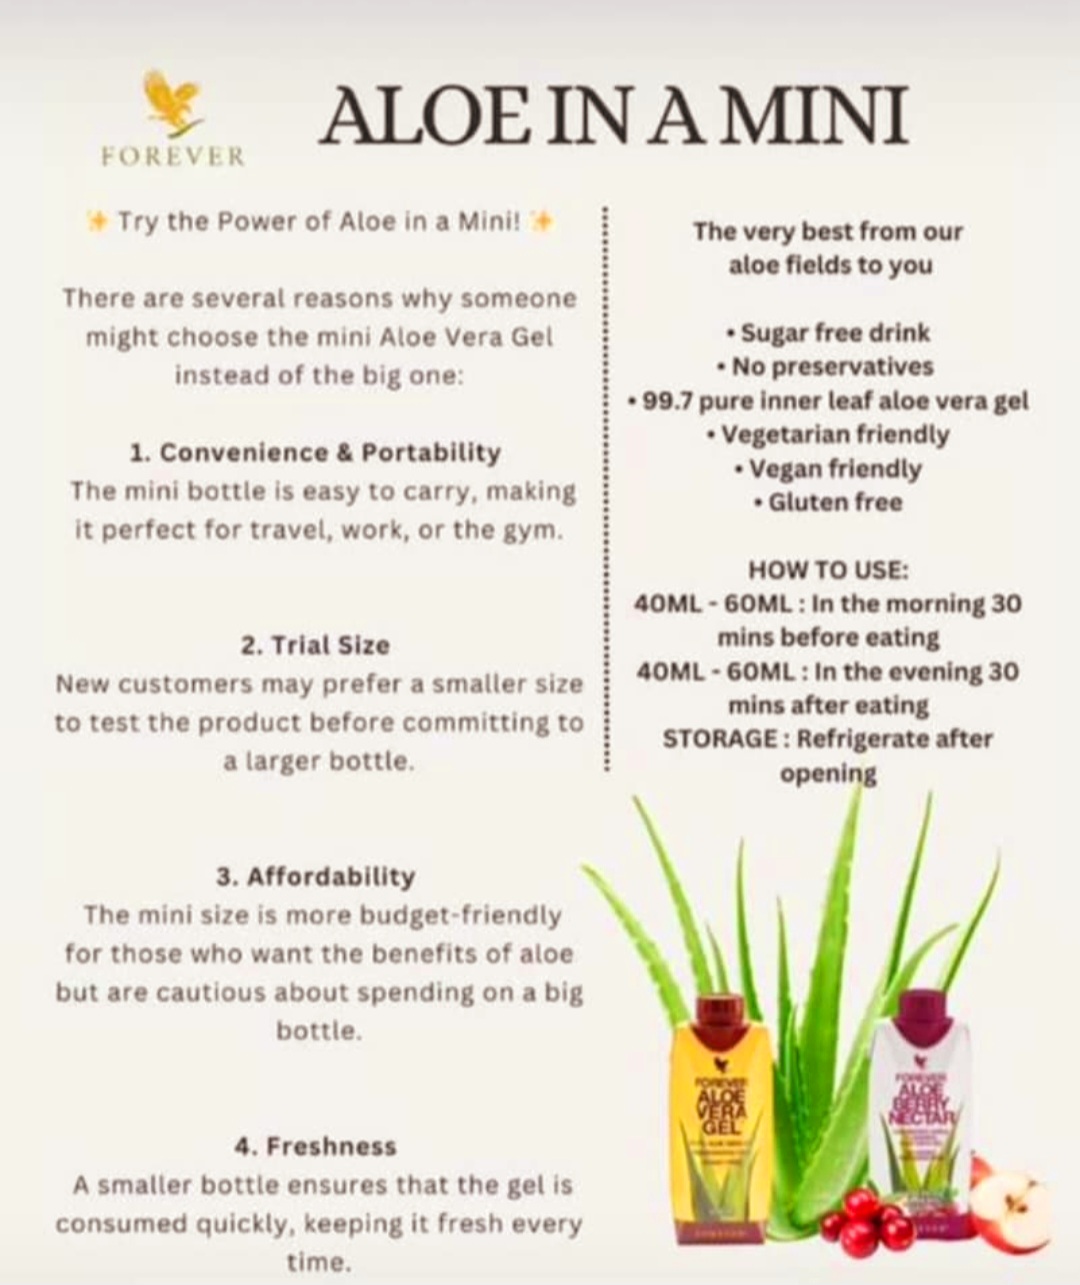 FOREVER
ALOE IN A MINI
✨ Try the Power of Aloe in a Mini! ✨
There are several reasons why someone
might choose the mini Aloe Vera Gel
instead of the big one:
1. Convenience & Portability
The mini bottle is easy to carry, making
it perfect for travel, work, or the gym.
2. Trial Size
New customers may prefer a smaller size
to test the product before committing to
a larger bottle.
3. Affordability
The mini size is more budget-friendly
for those who want the benefits of aloe
but are cautious about spending on a big
bottle.
4. Freshness
A smaller bottle ensures that the gel is
consumed quickly, keeping it fresh every
time.
The very best from our
aloe fields to you
• Sugar free drink
• No preservatives
• 99.7 pure inner leaf aloe vera gel
• Vegetarian friendly
• Vegan friendly
• Gluten free
HOW TO USE:
40ML - 60ML : In the morning 30
mins before eating
40ML - 60ML : In the evening 30
mins after eating
STORAGE : Refrigerate after
opening
FOREVER
ALOE
VERA
GEL
FOREVER
ALOE
BERRY
NECTAR